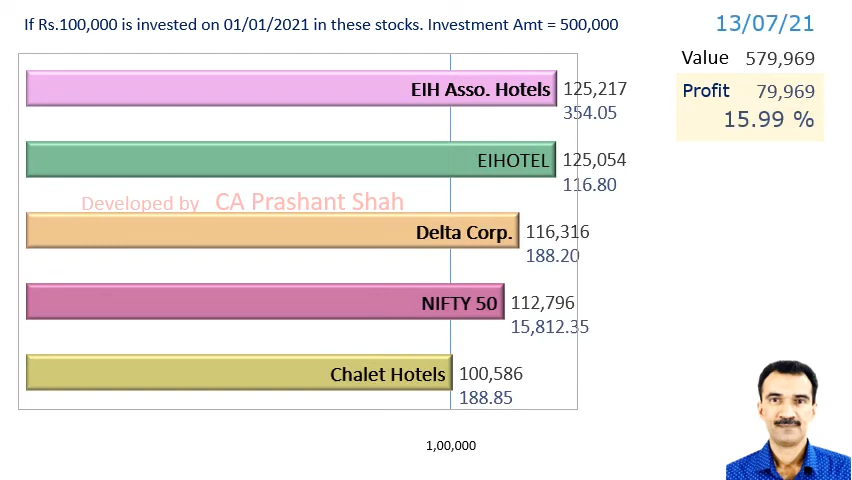 If Rs.100,000 is invested on 01/01/2021 in these stocks. Investment Amt = 500,000
13/07/21
Value 579,969
Profit 79,969
15.99 %
EIH Asso. Hotels 125,217
354.05
EIHOTEL 125,054
116.80
Developed by CA Prashant Shah
Delta Corp. 116,316
188.20
NIFTY 50 112,796
15,812.35
Chalet Hotels 100,586
188.85
1,00,000